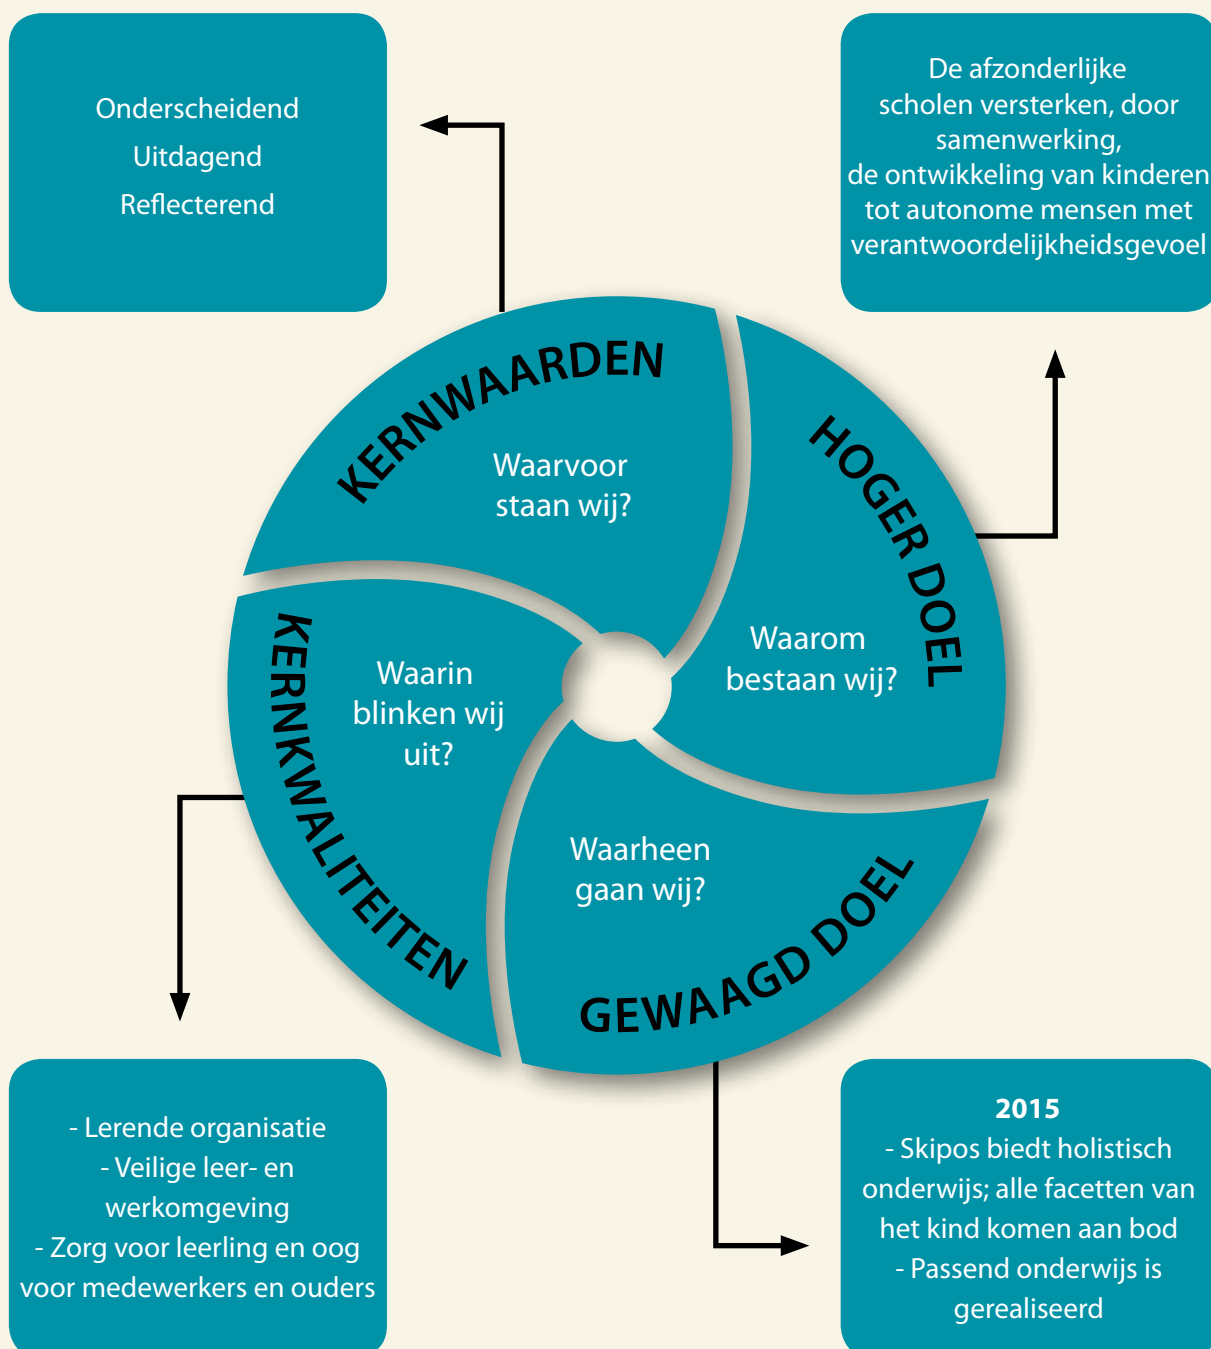 Onderscheidend
Uitdagend
Reflecterend
De afzonderlijke
scholen versterken, door
samenwerking,
de ontwikkeling van kinderen
tot autonome mensen met
verantwoordelijkheidsgevoel
KERNWAARDEN
Waarvoor
staan wij?
HOGER DOEL
Waarom
bestaan wij?
KERNKWALITEITEN
Waarin
blinken wij
uit?
Waarheen
gaan wij?
GEWAAGD DOEL
- Lerende organisatie
- Veilige leer- en
werkomgeving
- Zorg voor leerling en oog
voor medewerkers en ouders
2015
- Skipos biedt holistisch
onderwijs; alle facetten van
het kind komen aan bod
- Passend onderwijs is
gerealiseerd